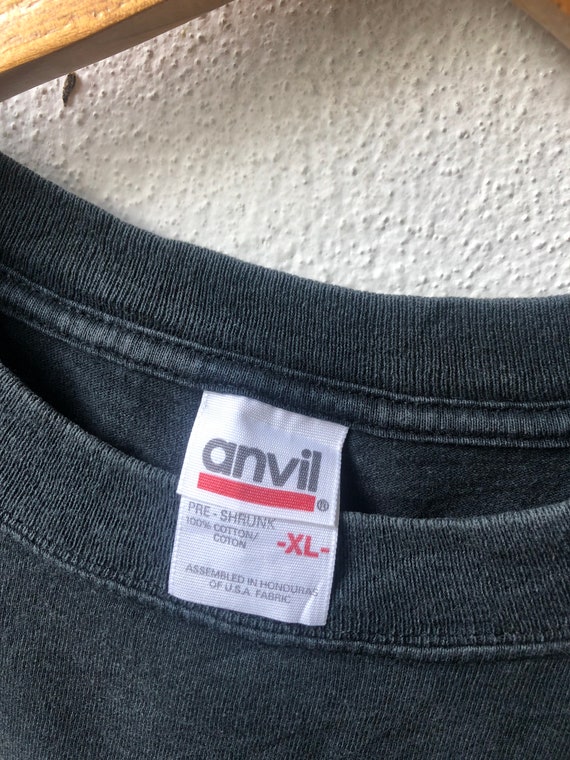 anvil®
PRE-SHRUNK
100% COTTON/
COTON
-XL-
ASSEMBLED IN HONDURAS
OF U.S.A. FABRIC